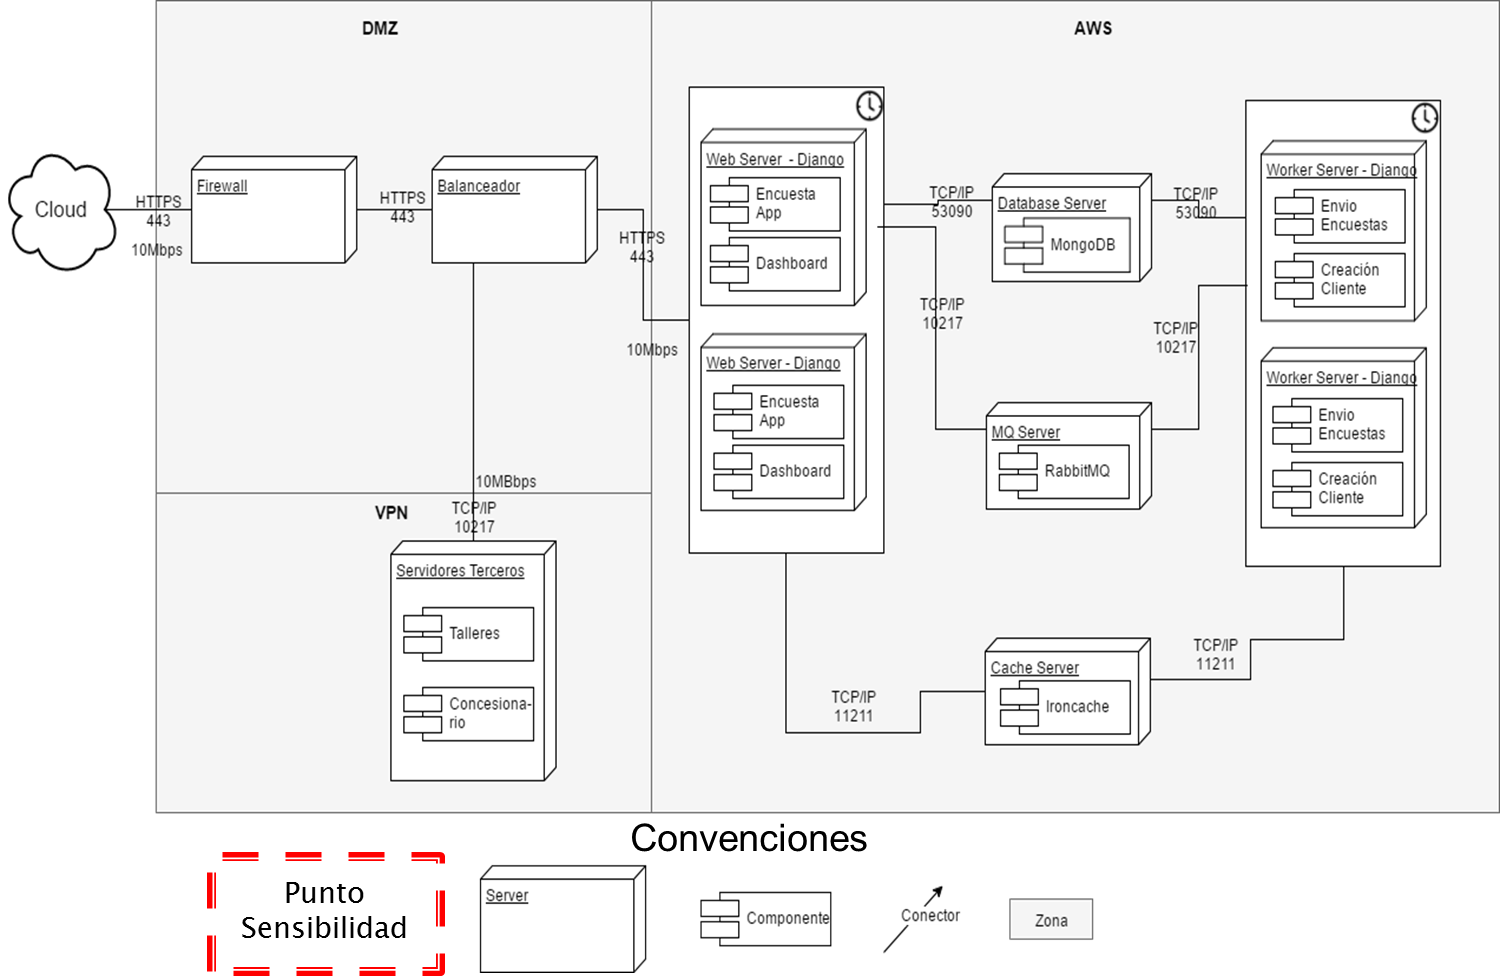 DMZ
AWS
Cloud
HTTPS
443
10Mbps
Firewall
HTTPS
443
Balanceador
HTTPS
443
10Mbps
Web Server - Django
Encuesta
App
Dashboard
Web Server - Django
Encuesta
App
Dashboard
TCP/IP
53090
Database Server
MongoDB
TCP/IP
53090
TCP/IP
10217
MQ Server
RabbitMQ
TCP/IP
10217
Worker Server - Django
Envio
Encuestas
Creación
Cliente
Worker Server - Django
Envio
Encuestas
Creación
Cliente
10MBbps
VPN
TCP/IP
10217
Servidores Terceros
Talleres
Concesiona-
rio
TCP/IP
11211
Cache Server
Ironcache
TCP/IP
11211
Convenciones
Punto
Sensibilidad
Server
Componente
Conector
Zona